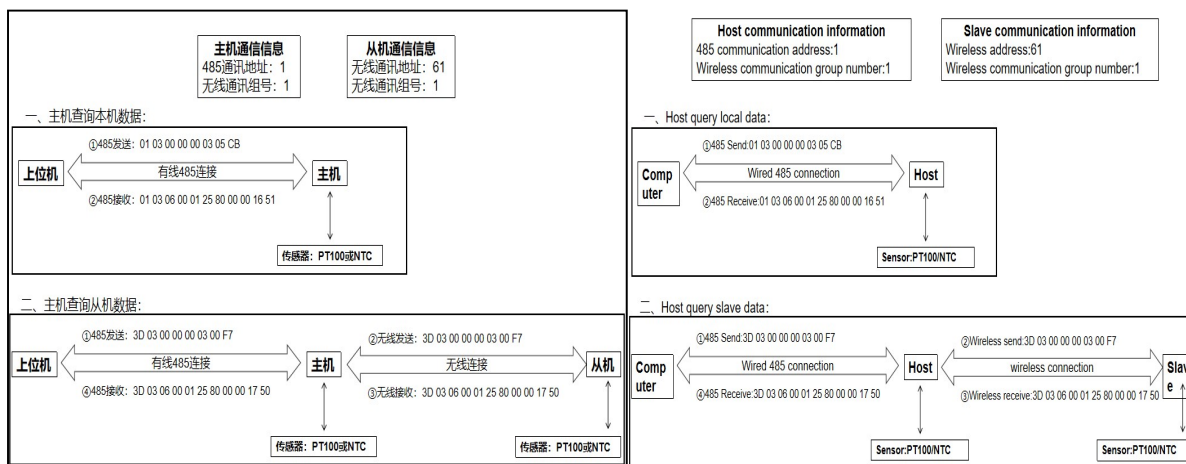 主机通信信息
485通讯地址：1
无线通讯组号：1
从机通信信息
无线通讯地址：61
无线通讯组号：1
一、主机查询本机数据：
①485发送：01 03 00 00 00 03 05 CB
上位机
有线485连接
主机
②485接收：01 03 06 00 01 25 80 00 00 16 51
传感器：PT100或NTC
二、主机查询从机数据：
①485发送：3D 03 00 00 00 03 00 F7
②无线发送：3D 03 00 00 00 03 00 F7
上位机
有线485连接
主机
无线连接
从机
④485接收：3D 03 06 00 01 25 80 00 00 17 50
③无线接收：3D 03 06 00 01 25 80 00 00 17 50
传感器：PT100或NTC
传感器：PT100或NTC
Host communication information
485 communication address:1
Wireless communication group number:1
Slave communication information
Wireless address:61
Wireless communication group number:1
一、Host query local data：
①485 Send:01 03 00 00 00 03 05 CB
Comp
uter
Wired 485 connection
Host
②485 Receive:01 03 06 00 01 25 80 00 00 16 51
Sensor:PT100/NTC
二、Host query slave data：
①485 Send:3D 03 00 00 00 03 00 F7
②Wireless send:3D 03 00 00 00 03 00 F7
Comp
uter
Wired 485 connection
Host
wireless connection
Slav
e
④485 Receive:3D 03 06 00 01 25 80 00 00 17 50
③Wireless receive:3D 03 06 00 01 25 80 00 00 17 50
Sensor:PT100/NTC
Sensor:PT100/NTC